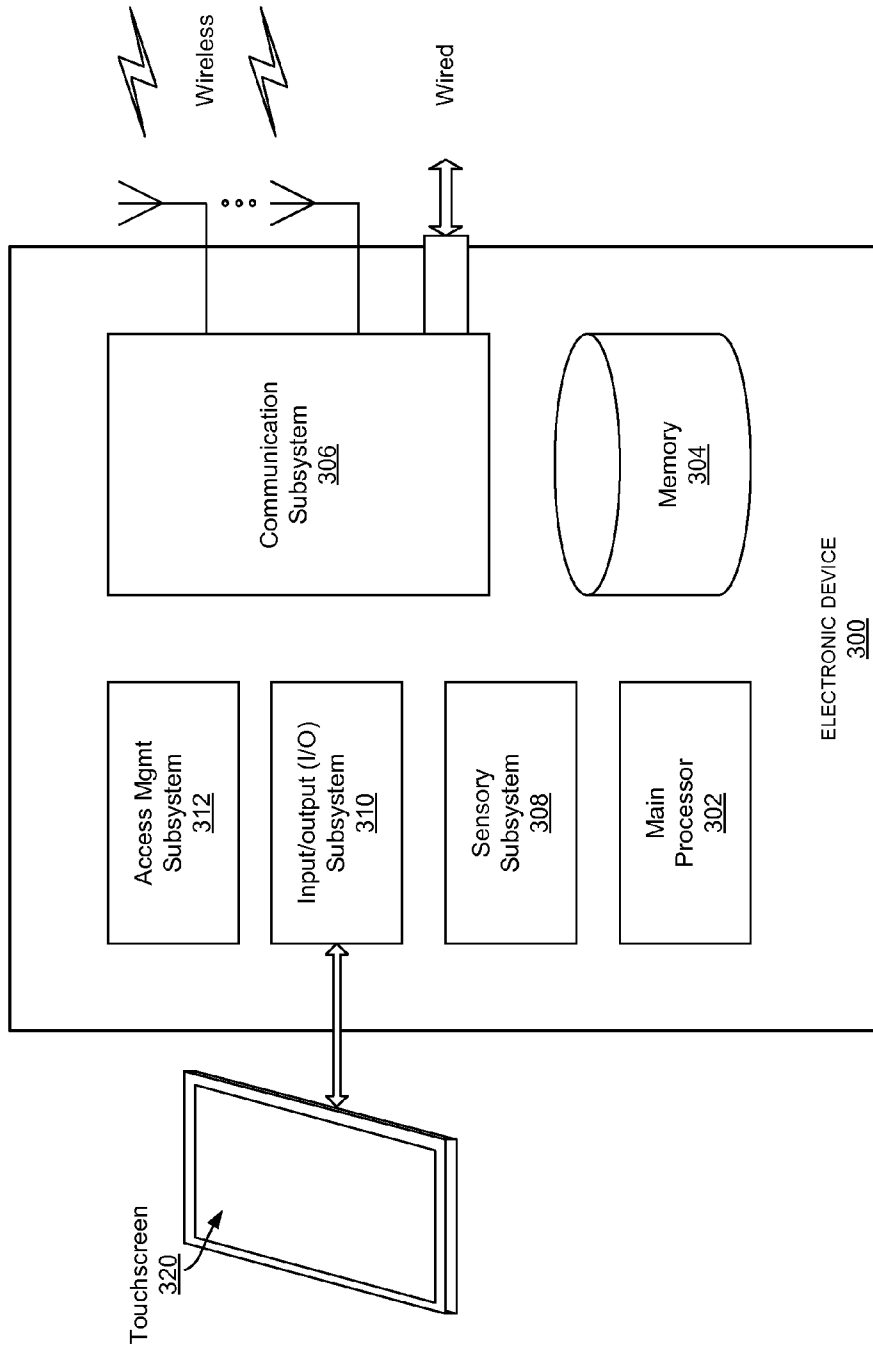 Touchscreen
320
Access Mgmt
Subsystem
312
Input/output (I/O)
Subsystem
310
Sensory
Subsystem
308
Main
Processor
302
Communication
Subsystem
306
Memory
304
Wireless
Wired
ELECTRONIC DEVICE
300